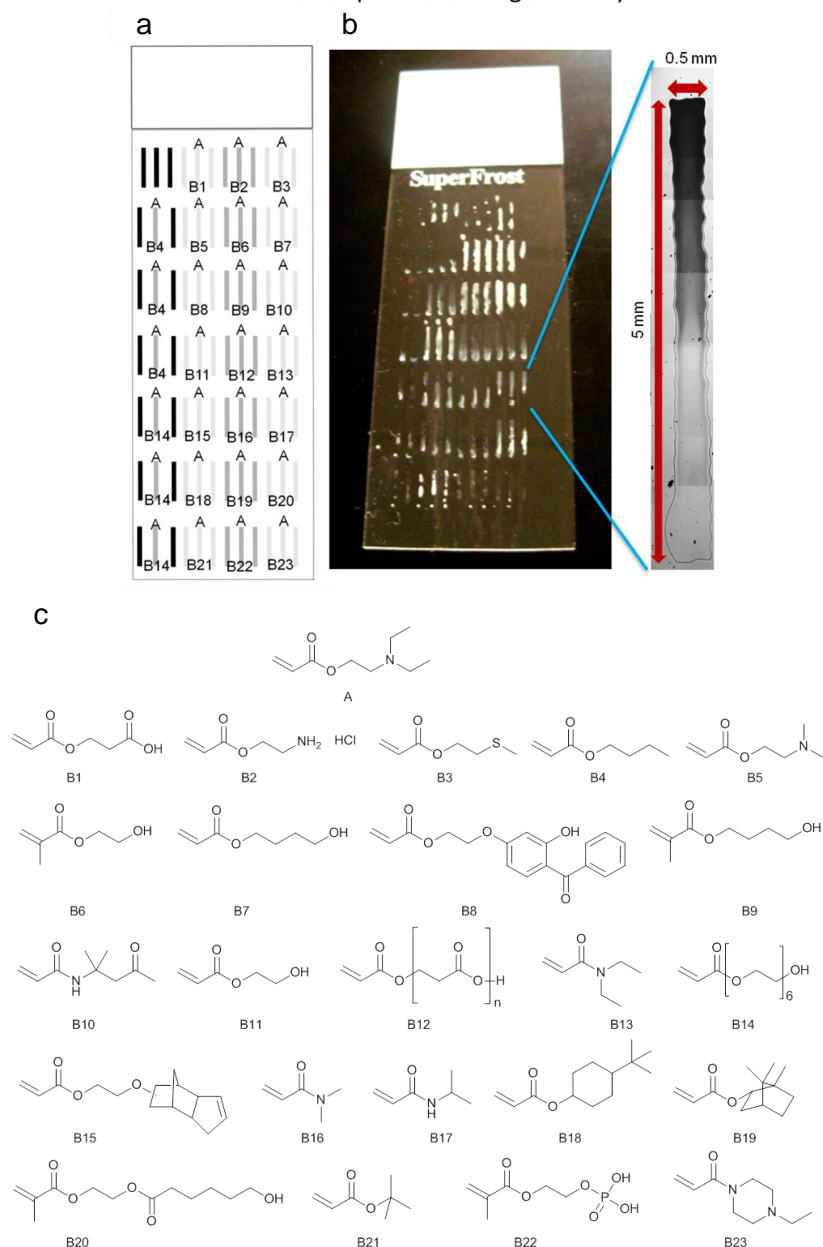 a
b
0.5 mm
A A A
B1 B2 B3
A A A A
B4 B5 B6 B7
A A A A
B4 B8 B9 B10
A A A A
B4 B11 B12 B13
A A A A
B14 B15 B16 B17
A A A A
B14 B18 B19 B20
A A A A
B14 B21 B22 B23
SuperFrost
5 mm
c
O
O
N
A
O O
O OH
B1
O
O NH2 HCl
B2
O
O S
B3
O
O
B4
O
O N
B5
O
O OH
B6
O
O OH
B7
O
O O OH
O
B8
O
O OH
B9
O O
N
H
B10
O
O OH
B11
O O
O O H
n
B12
O
N
B13
O
O O OH
6
B14
O
O O
B15
O
N
B16
O
N
H
B17
O
O
B18
O
O
B19
O
O O OH
O
B20
O
O
B21
O
O O OH
P
O OH
B22
O
N
N
B23